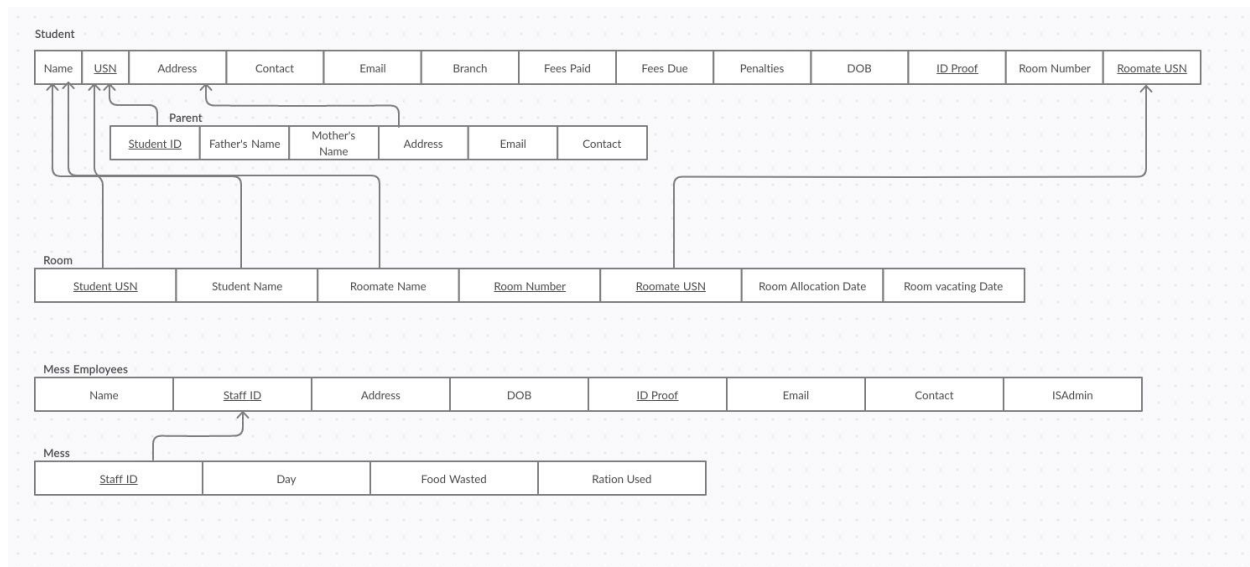 Student
Name USN Address Contact Email Branch Fees Paid Fees Due Penalties DOB ID Proof Room Number Roomate USN
Parent
Student ID Father's Name Mother's Name Address Email Contact
Room
Student USN Student Name Roomate Name Room Number Roomate USN Room Allocation Date Room vacating Date
Mess Employees
Name Staff ID Address DOB ID Proof Email Contact ISAdmin
Mess
Staff ID Day Food Wasted Ration Used